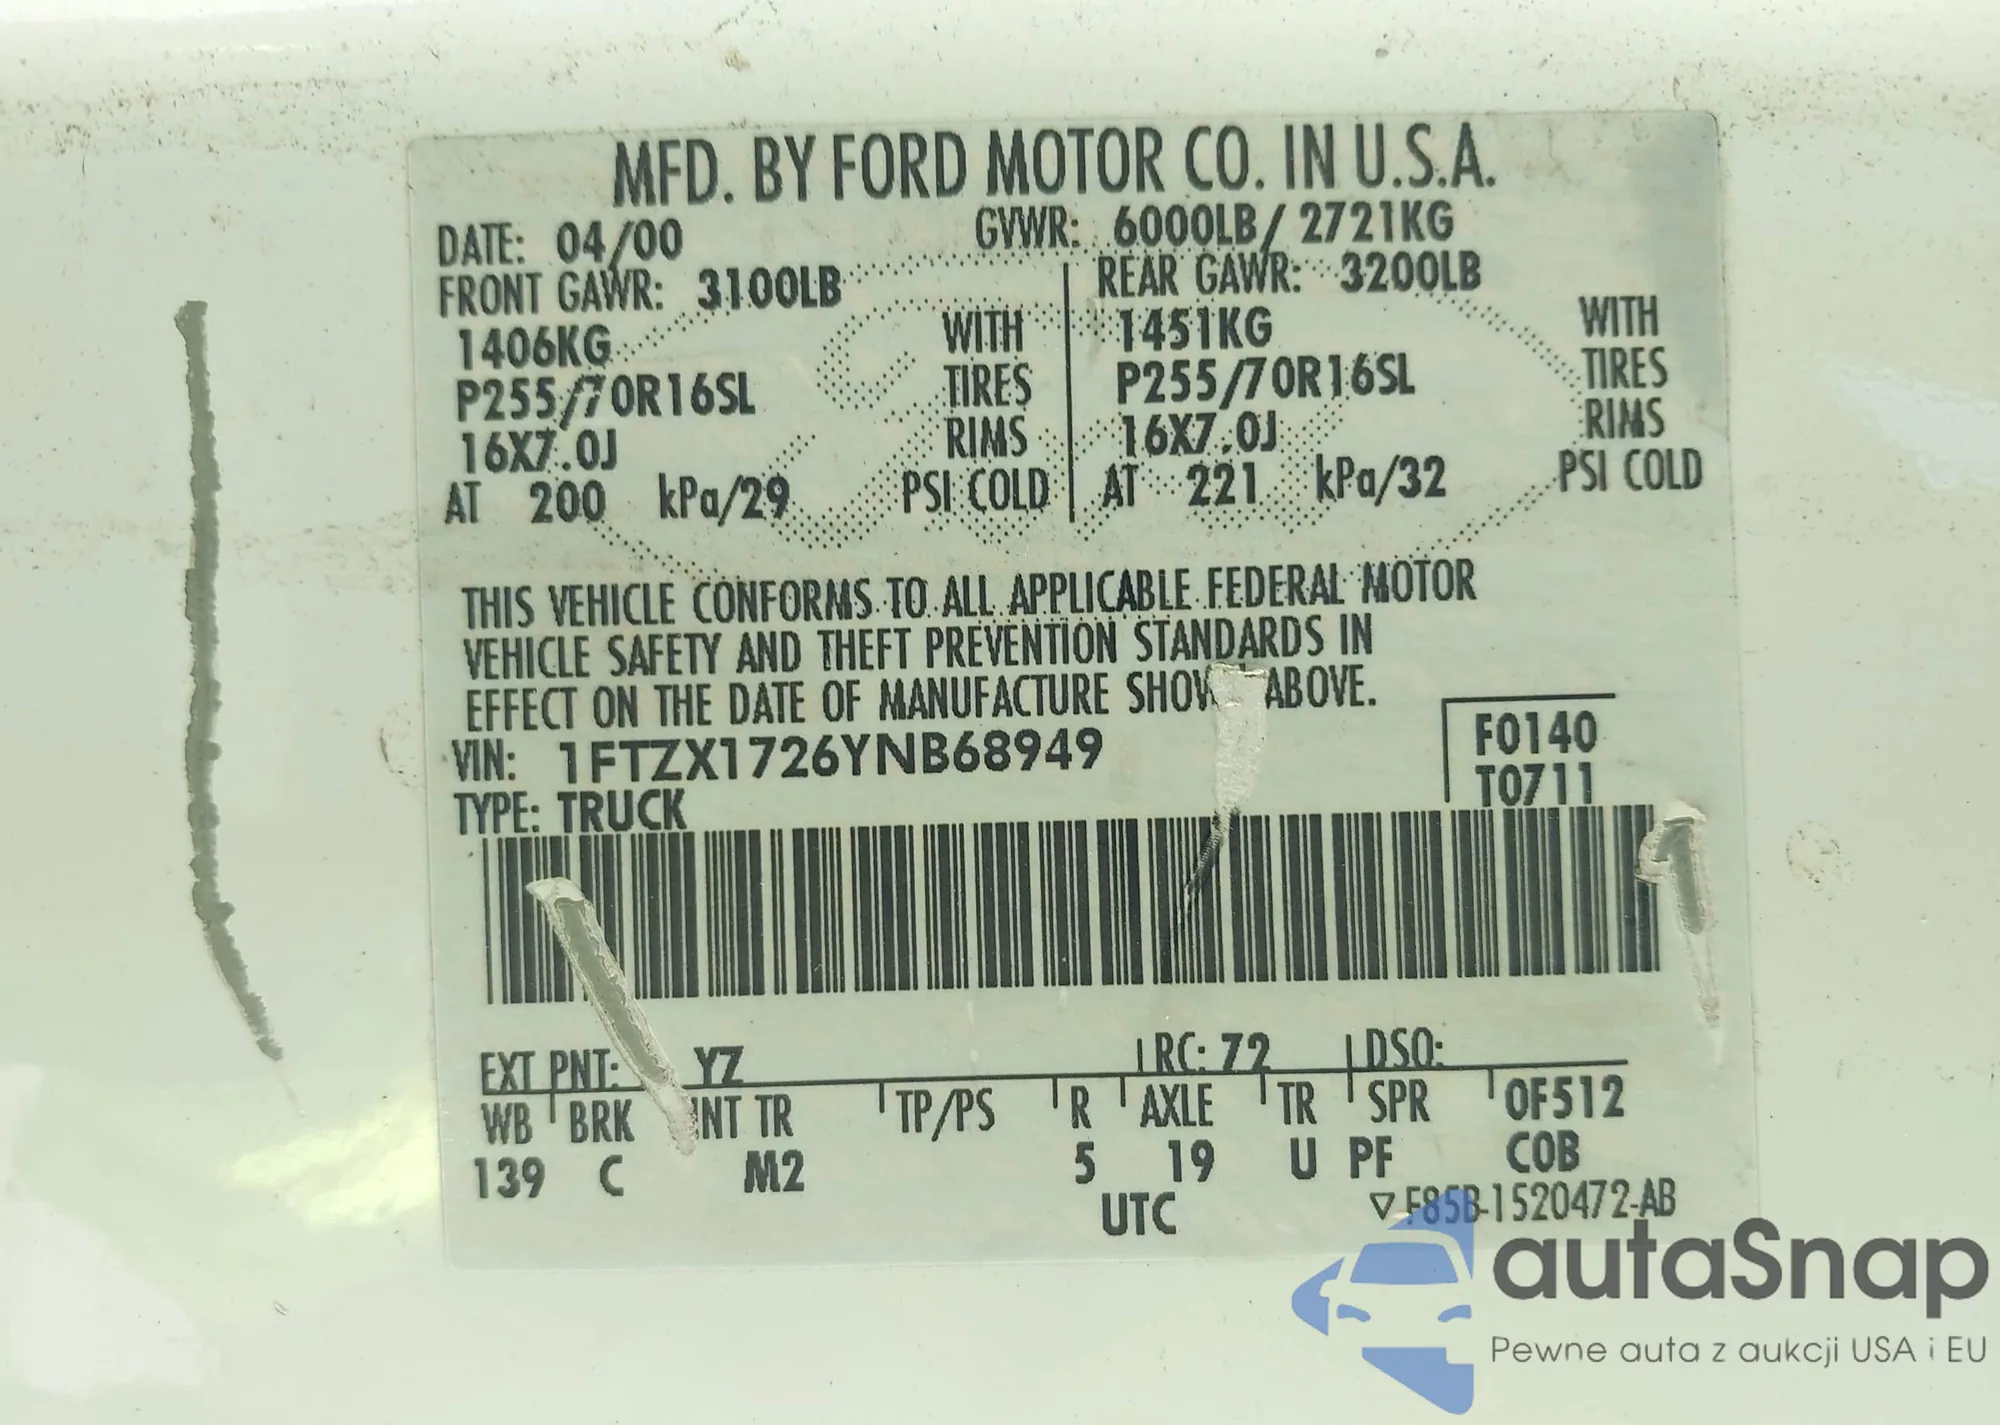 MFD. BY FORD MOTOR CO. IN U.S.A.
DATE: 04/00 GVWR: 6000LB/ 2721KG
FRONT GAWR: 3100LB REAR GAWR: 3200LB
1406KG WITH 1451KG WITH
P255/70R16SL TIRES P255/70R16SL TIRES
16X7.0J RIMS 16X7.0J RIMS
AT 200 kPa/29 PSI COLD AT 221 kPa/32 PSI COLD
THIS VEHICLE CONFORMS TO ALL APPLICABLE FEDERAL MOTOR
VEHICLE SAFETY AND THEFT PREVENTION STANDARDS IN
EFFECT ON THE DATE OF MANUFACTURE ABOVE.
VIN: 1FTZX1726YNB68949 F0140
TYPE: TRUCK T0711
EXT PNT: YZ RC: 72 DSO:
WB BRK INT TR TP/PS R AXLE TR SPR 0F512
139 C M2 5 19 U PF COB
UTC ▽ F85B-1520472-AB
autaSnap
Pewne auta z aukcji USA i EU